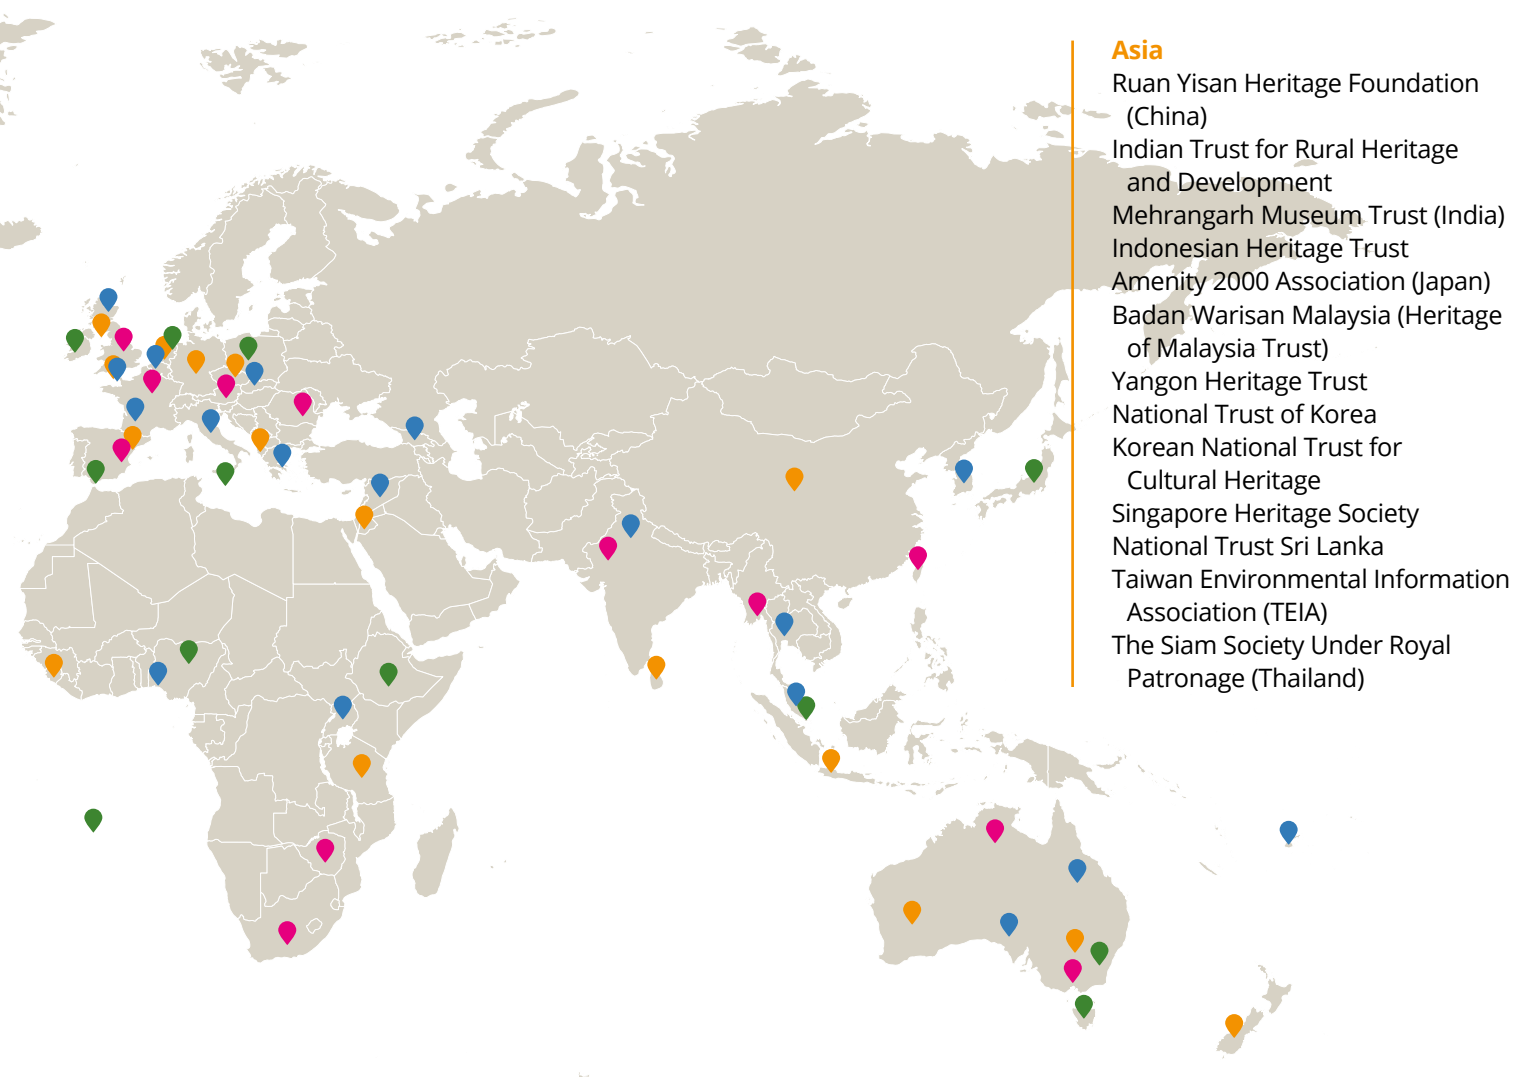 Asia
Ruan Yisan Heritage Foundation
(China)
Indian Trust for Rural Heritage
and Development
Mehrangarh Museum Trust (India)
Indonesian Heritage Trust
Amenity 2000 Association (Japan)
Badan Warisan Malaysia (Heritage
of Malaysia Trust)
Yangon Heritage Trust
National Trust of Korea
Korean National Trust for
Cultural Heritage
Singapore Heritage Society
National Trust Sri Lanka
Taiwan Environmental Information
Association (TEIA)
The Siam Society Under Royal
Patronage (Thailand)